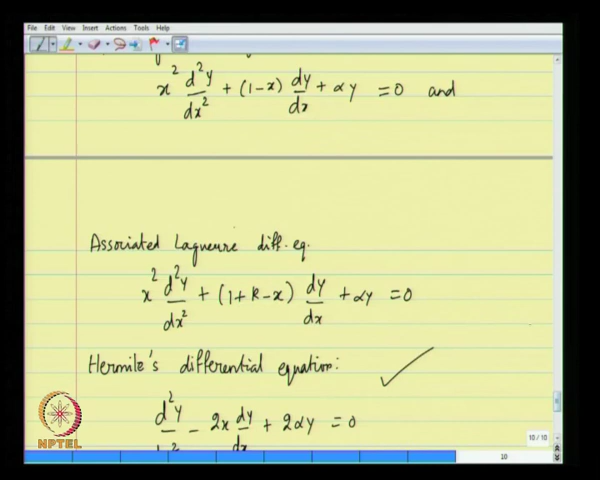 File Edit View Insert Actions Tools Help
x² d²y/dx² + (1-x) dy/dx + αy = 0 and
Associated Laguerre diff. eq.
x² d²y/dx² + (1+k-x) dy/dx + αy = 0
Hermite's differential equation:
d²y/dx² - 2x dy/dx + 2αy = 0
NPTEL
10/10
10